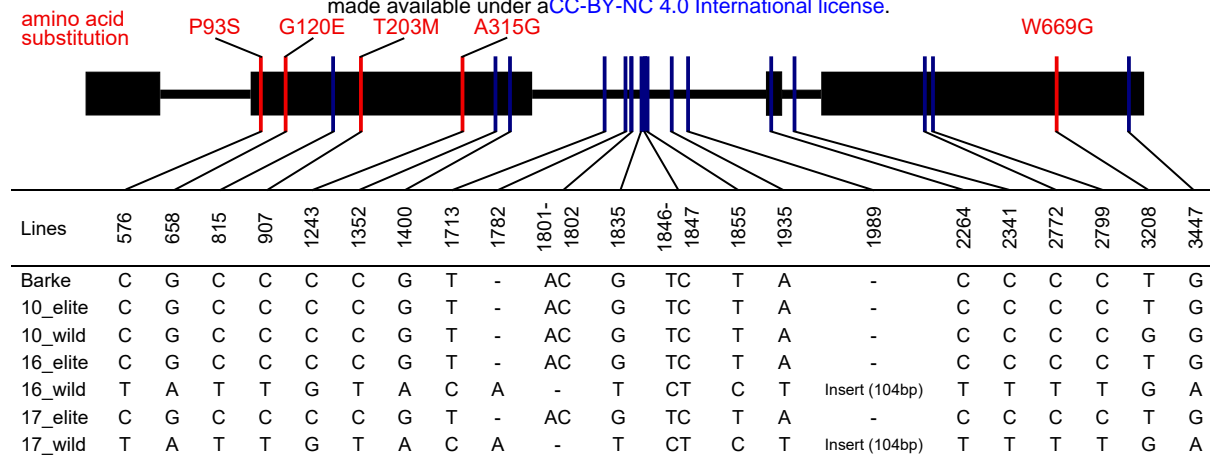 made available under aCC-BY-NC 4.0 International license.
amino acid
substitution
P93S G120E T203M A315G W669G
Lines 576 658 815 907 1243 1352 1400 1713 1782 1801-1802 1835 1846-1847 1855 1935 1989 2264 2341 2772 2799 3208 3447
Barke C G C C C C G T - AC G TC T A - C C C C T G
10_elite C G C C C C G T - AC G TC T A - C C C C T G
10_wild C G C C C C G T - AC G TC T A - C C C C G G
16_elite C G C C C C G T - AC G TC T A - C C C C T G
16_wild T A T T G T A C A - T CT C T Insert (104bp) T T T T G A
17_elite C G C C C C G T - AC G TC T A - C C C C T G
17_wild T A T T G T A C A - T CT C T Insert (104bp) T T T T G A